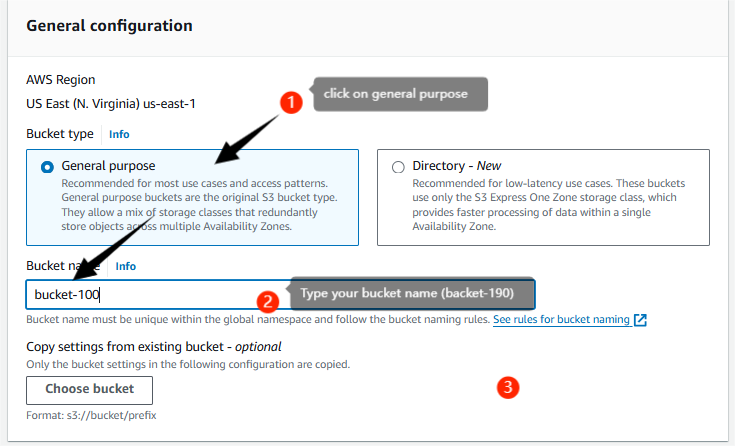 General configuration
AWS Region
US East (N. Virginia) us-east-1
1 click on general purpose
Bucket type Info
General purpose
Recommended for most use cases and access patterns.
General purpose buckets are the original S3 bucket type.
They allow a mix of storage classes that redundantly
store objects across multiple Availability Zones.
Directory - New
Recommended for low-latency use cases. These buckets
use only the S3 Express One Zone storage class, which
provides faster processing of data within a single
Availability Zone.
Bucket name Info
bucket-100
2 Type your bucket name (backet-190)
Bucket name must be unique within the global namespace and follow the bucket naming rules. See rules for bucket naming
Copy settings from existing bucket - optional
Only the bucket settings in the following configuration are copied.
Choose bucket
3
Format: s3://bucket/prefix